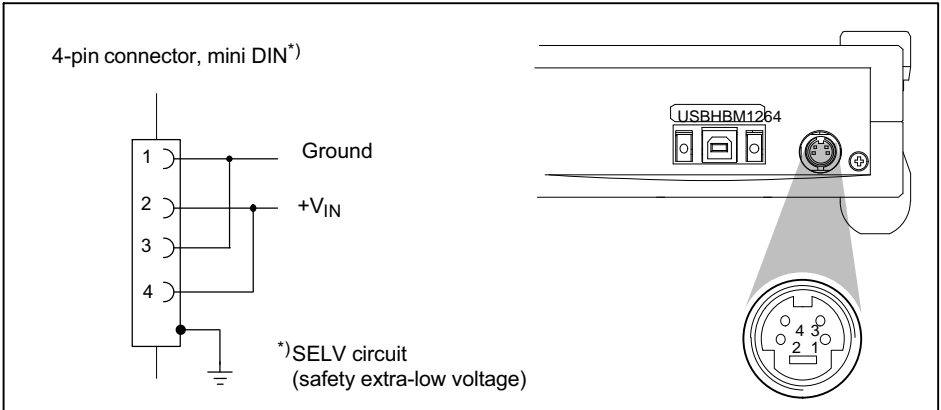 4-pin connector, mini DIN*)
1
Ground
2
+VIN
3
4
*)SELV circuit
(safety extra-low voltage)
USBHBM1264
4 3
2 1